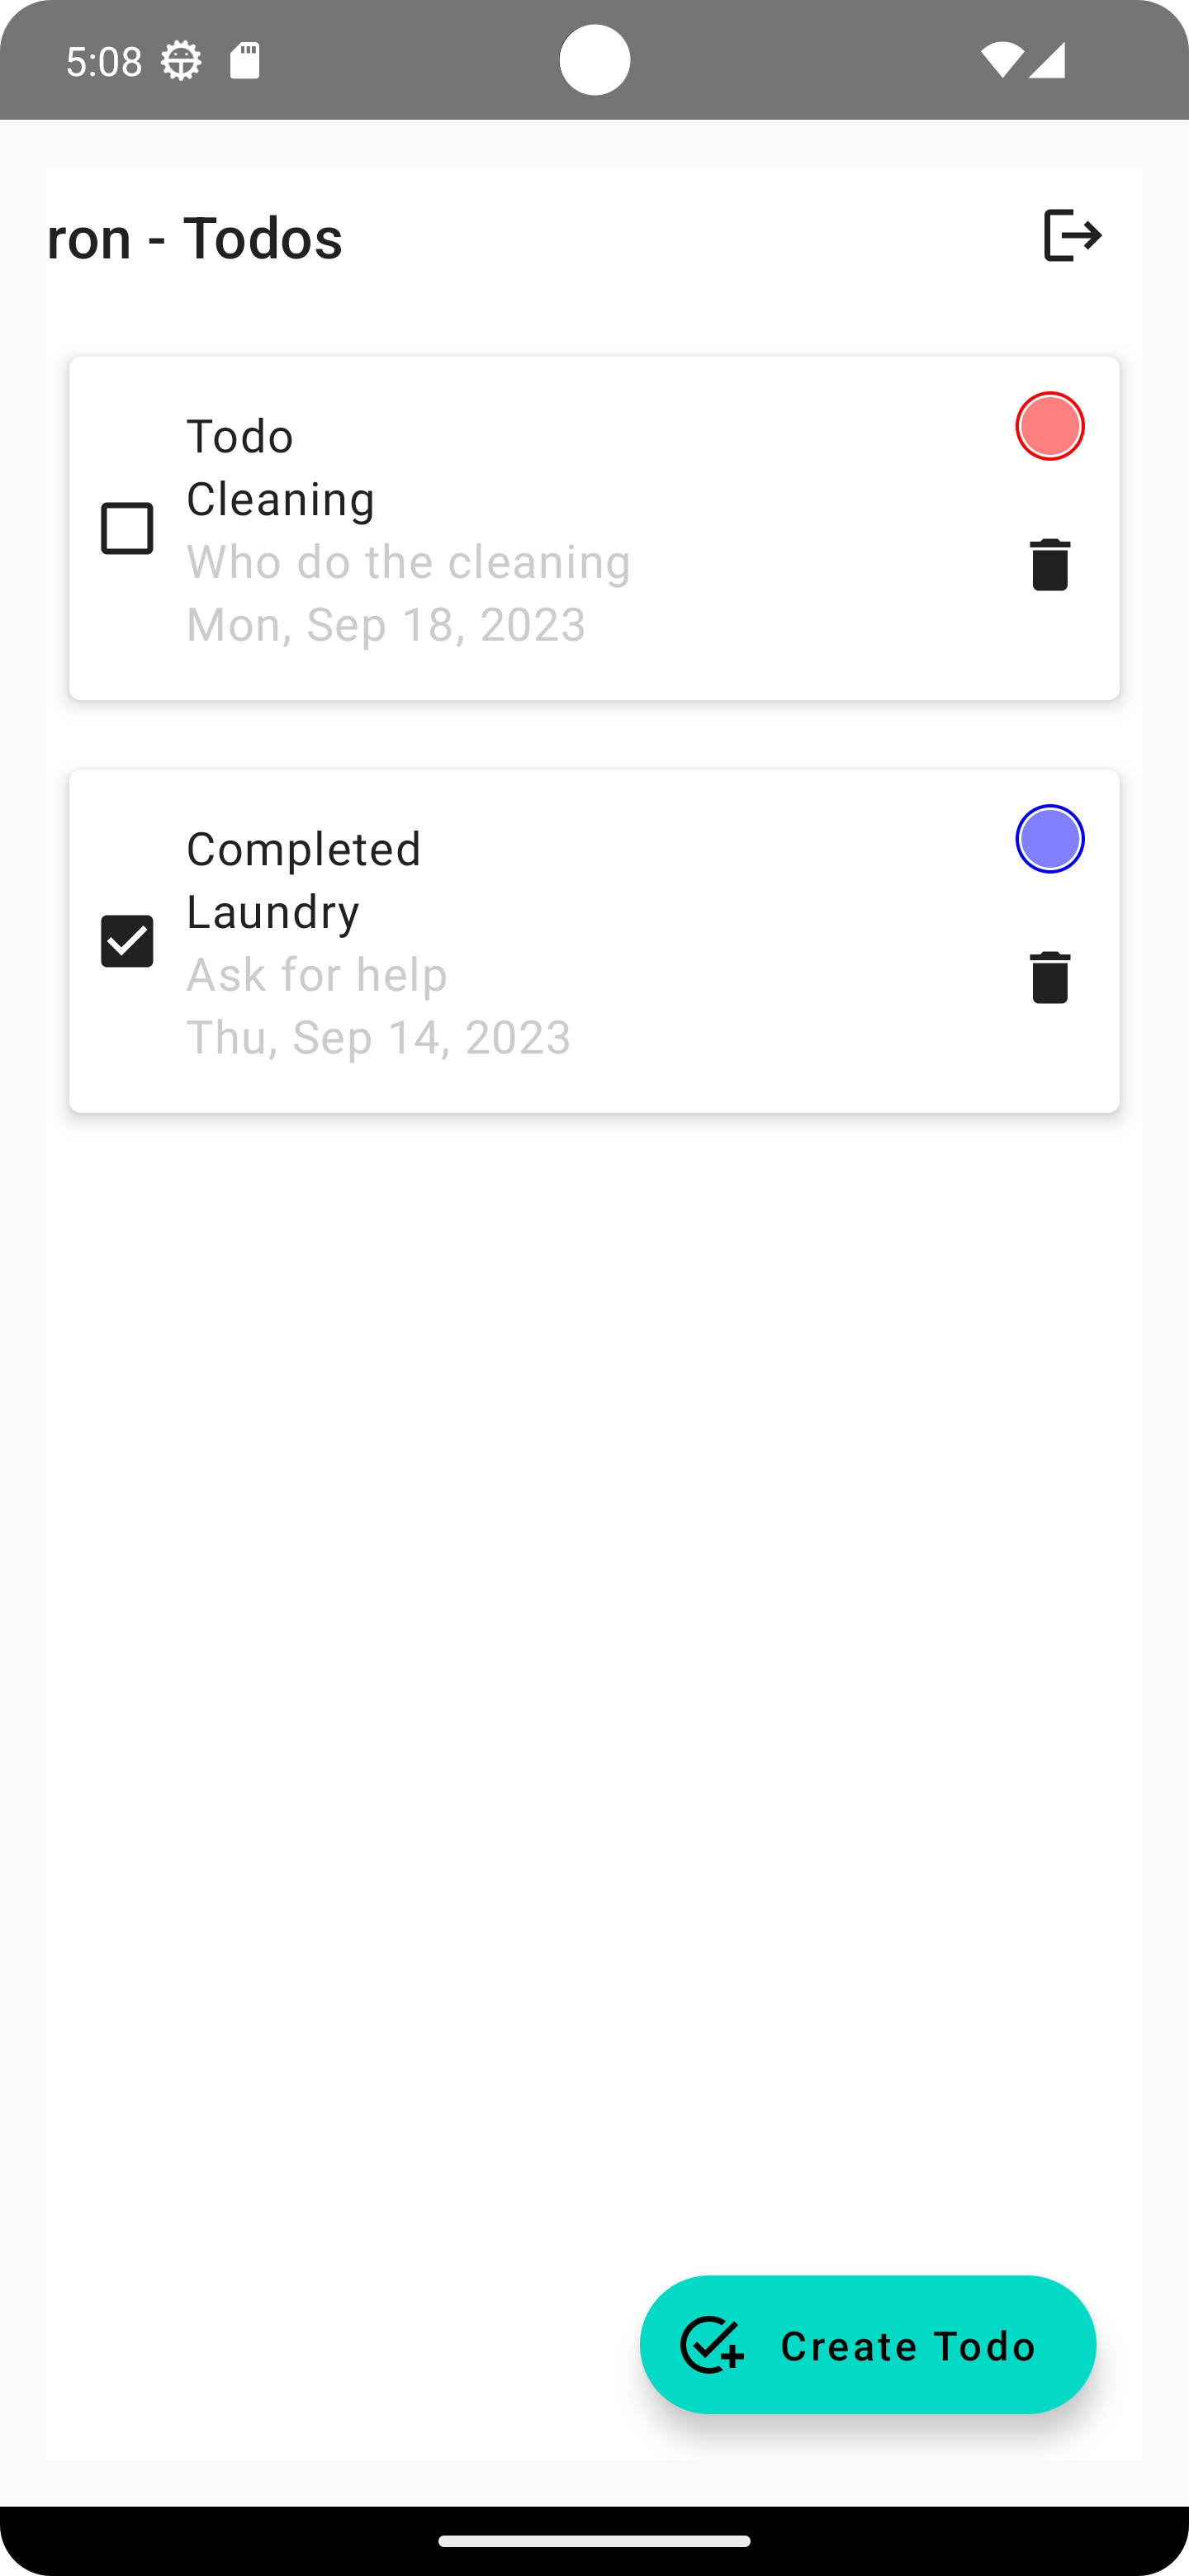 5:08
ron - Todos
Todo
Cleaning
Who do the cleaning
Mon, Sep 18, 2023
Completed
Laundry
Ask for help
Thu, Sep 14, 2023
Create Todo